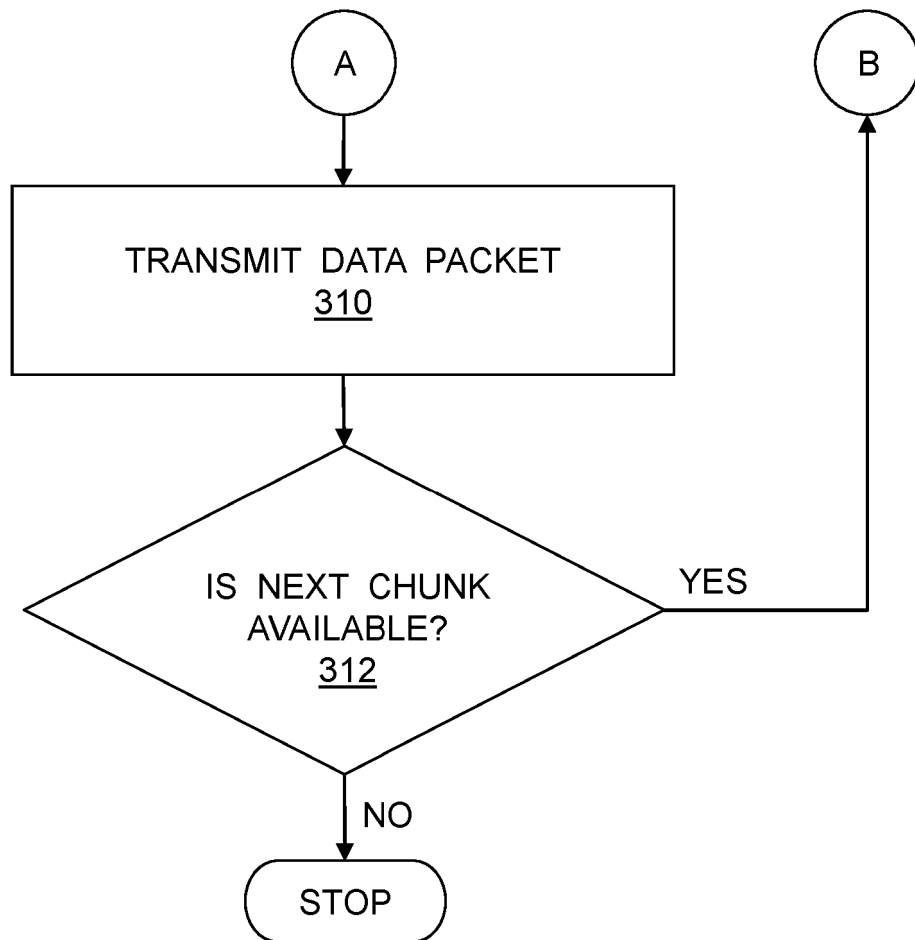 A
B
TRANSMIT DATA PACKET
310
IS NEXT CHUNK
AVAILABLE?
312
YES
NO
STOP